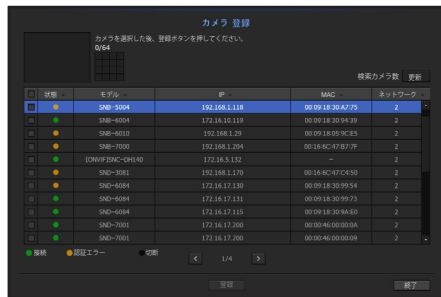 カメラ 登録
カメラを選択した後、登録ボタンを押してください。
0/64
検索カメラ数 更新
状態 モデル IP MAC ネットワーク
SNB-5004 192.168.1.118 00:09:18:30:A7:75 2
SNB-6004 172.16.10.119 00:09:18:30:94:39 2
SNB-6010 192.168.1.29 00:09:18:05:9C:E5 2
SNB-7000 192.168.1.204 00:16:6C:47:B7:7F 2
[ONVIF]SNC-DH140 172.16.5.132 – 2
SND-3081 192.168.1.170 00:16:6C:47:C4:50 2
SND-6084 172.16.17.130 00:09:18:30:99:54 2
SND-6084 172.16.17.131 00:09:18:30:99:73 2
SND-6084 172.16.17.115 00:09:18:30:9A:E0 2
SND-7001 172.16.17.200 00:00:46:00:00:0A 2
SND-7001 172.16.17.200 00:00:46:00:00:09 2
接続 認証エラー 切断
< 1/4 >
登録
終了